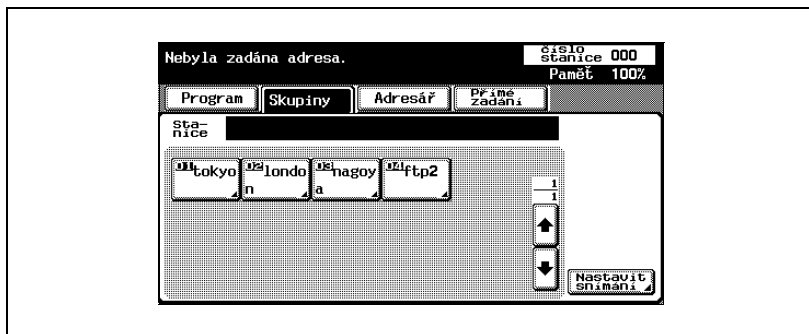 Nebyla zadána adresa.
číslo
stanice 000
Paměť 100%
Program
Skupiny
Adresář
Přímé
zadání
Sta-
nice
01 tokyo
02 londo
n
03 nagoy
a
04 ftp2
1
1
Nastavit
snímání